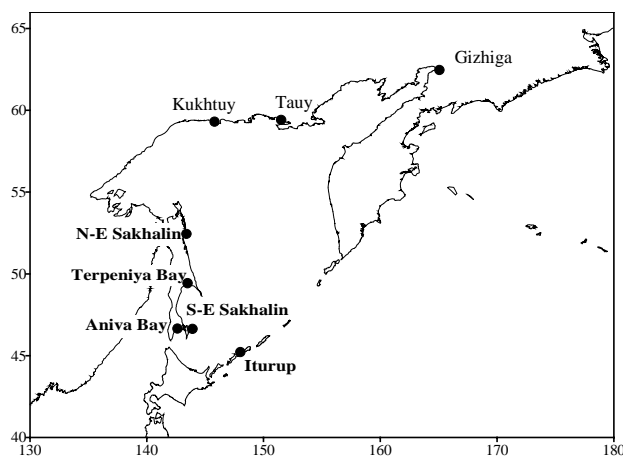 65
Gizhiga
60
Kukhtuy Tauy
55
N-E Sakhalin
50
Terpeniya Bay
S-E Sakhalin
Aniva Bay
45
Iturup
40
130 140 150 160 170 180